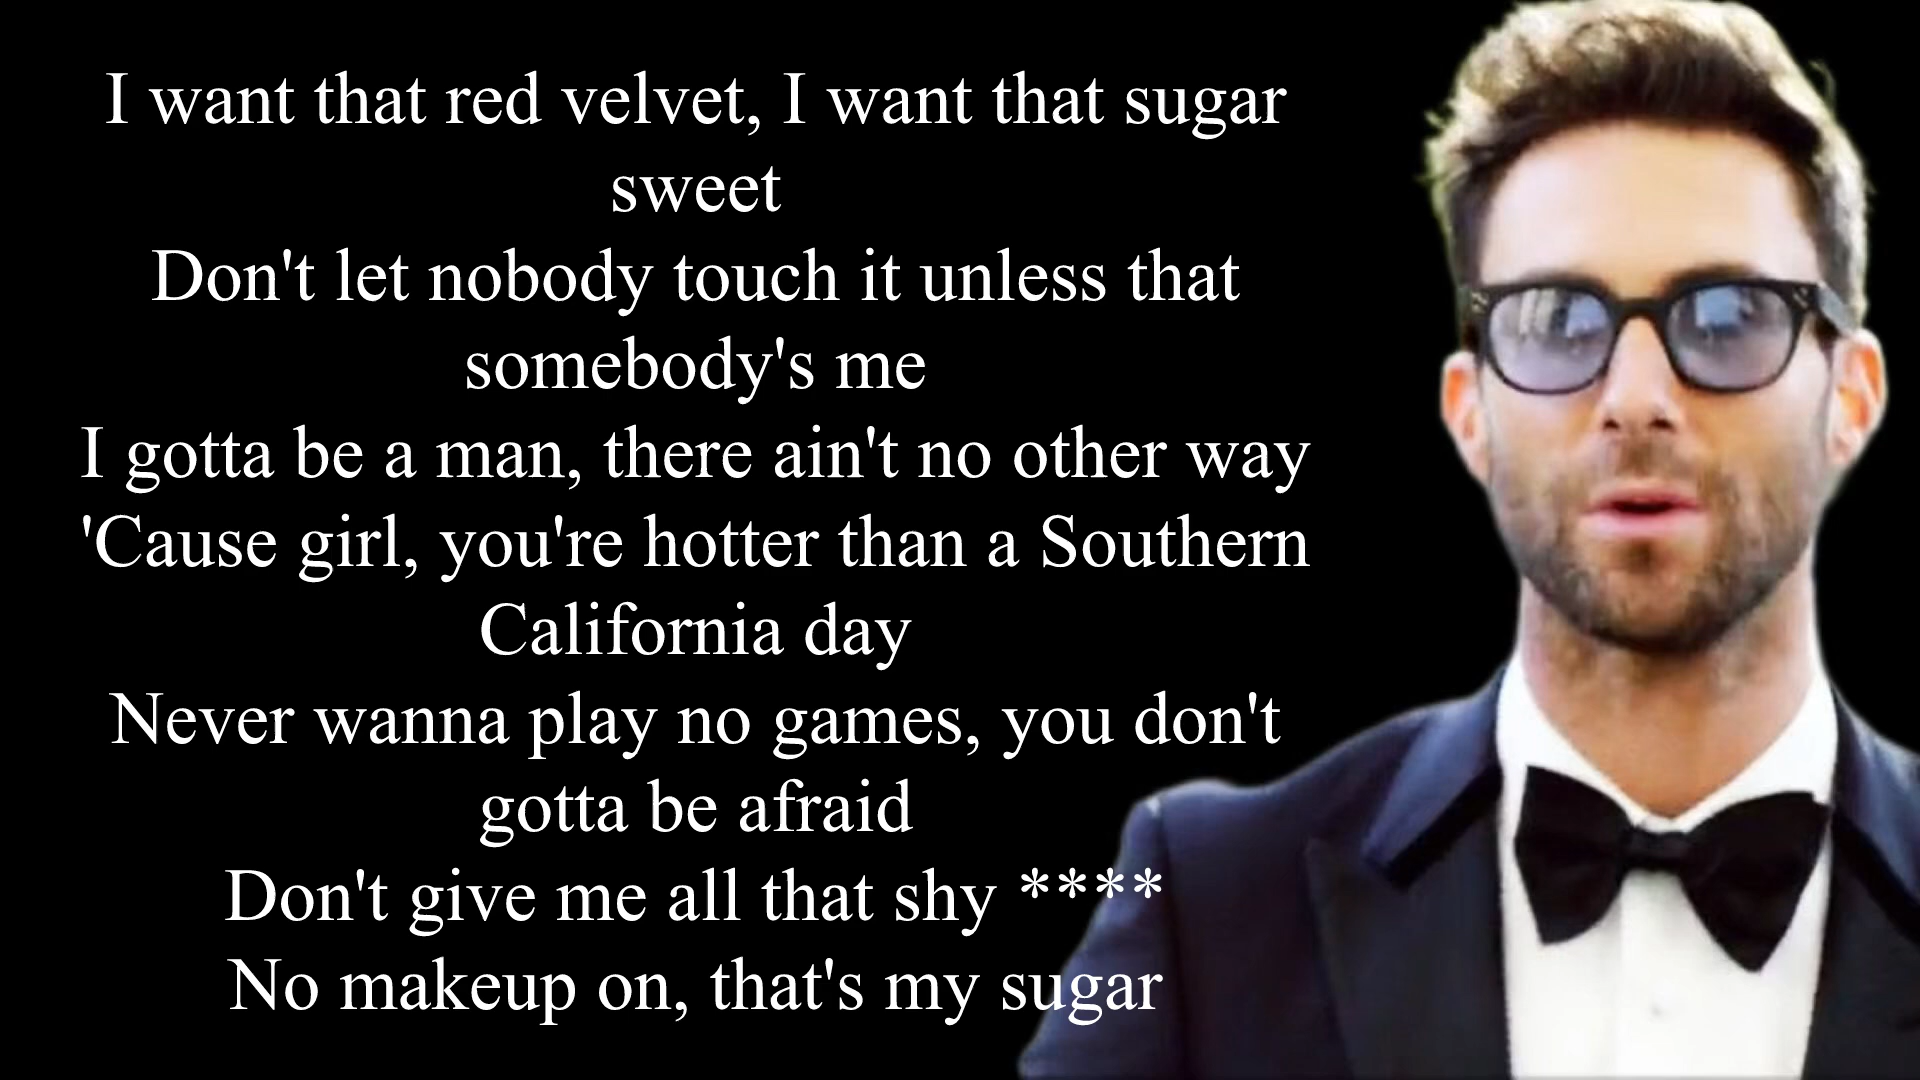 I want that red velvet, I want that sugar
sweet
Don't let nobody touch it unless that
somebody's me
I gotta be a man, there ain't no other way
'Cause girl, you're hotter than a Southern
California day
Never wanna play no games, you don't
gotta be afraid
Don't give me all that shy ****
No makeup on, that's my sugar